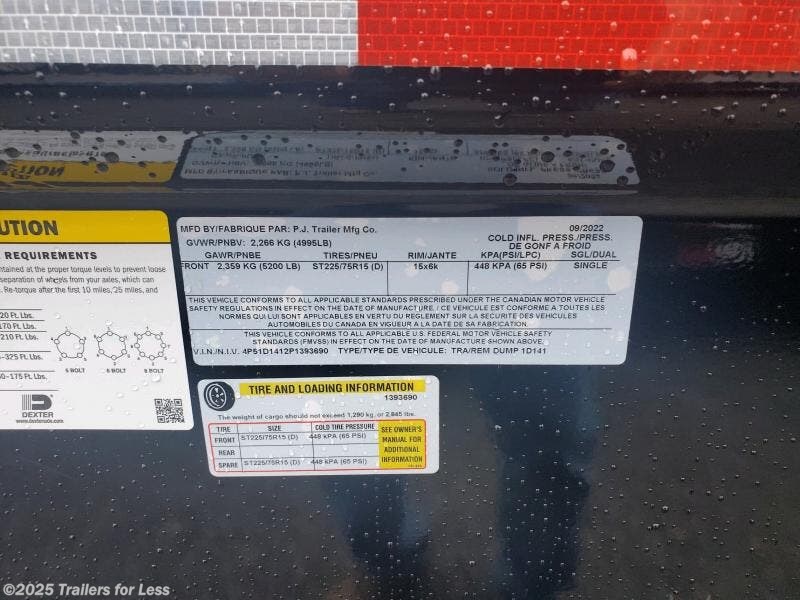 UTION
REQUIREMENTS
ntained at the proper torque levels to prevent loose
separation of wheels from your axles, which can
. Re-torque after the first 10 miles, 25 miles, and
20 Ft. Lbs.
170 Ft. Lbs.
210 Ft. Lbs.
-325 Ft. Lbs.
0-175 Ft. Lbs.
5 BOLT
6 BOLT
8 BOLT
DEXTER
www.dexteraxle.com
MFD BY/FABRIQUE PAR: P.J. Trailer Mfg Co. 09/2022
GVWR/PNBV: 2,266 KG (4995LB) COLD INFL. PRESS./PRESS.
DE GONF A FROID
GAWR/PNBE TIRES/PNEU RIM/JANTE KPA(PSI/LPC) SGL/DUAL
FRONT 2,359 KG (5200 LB) ST225/75R15 (D) 15x6k 448 KPA (65 PSI) SINGLE
THIS VEHICLE CONFORMS TO ALL APPLICABLE STANDARDS PRESCRIBED UNDER THE CANADIAN MOTOR VEHICLE
SAFETY REGULATIONS IN EFFECT ON THE DATE OF MANUFACTURE. / CE VEHICULE EST CONFORME A TOUTES LES
NORMES QUI LUI SONT APPLICABLES EN VERTU DU REGLEMENT SUR LA SECURITE DES VEHICULES
AUTOMOBILES DU CANADA EN VIGUEUR A LA DATE DE SA FABRICATION.
THIS VEHICLE CONFORMS TO ALL APPLICABLE U.S. FEDERAL MOTOR VEHICLE SAFETY
STANDARDS (FMVSS) IN EFFECT ON THE DATE OF MANUFACTURE.
V.I.N./N.I.V. 4P51D1412P1393690 TYPE/TYPE DE VEHICULE: TRA/REM DUMP 1D141
TIRE AND LOADING INFORMATION
1393690
The weight of cargo should not exceed 1,290 kg. or 2,845 lbs.
TIRE SIZE COLD TIRE PRESSURE
FRONT ST225/75R15 (D) 448 kPA (65 PSI)
REAR
SPARE ST225/75R15 (D) 448 kPA (65 PSI)
SEE OWNER'S
MANUAL FOR
ADDITIONAL
INFORMATION
©2025 Trailers for Less